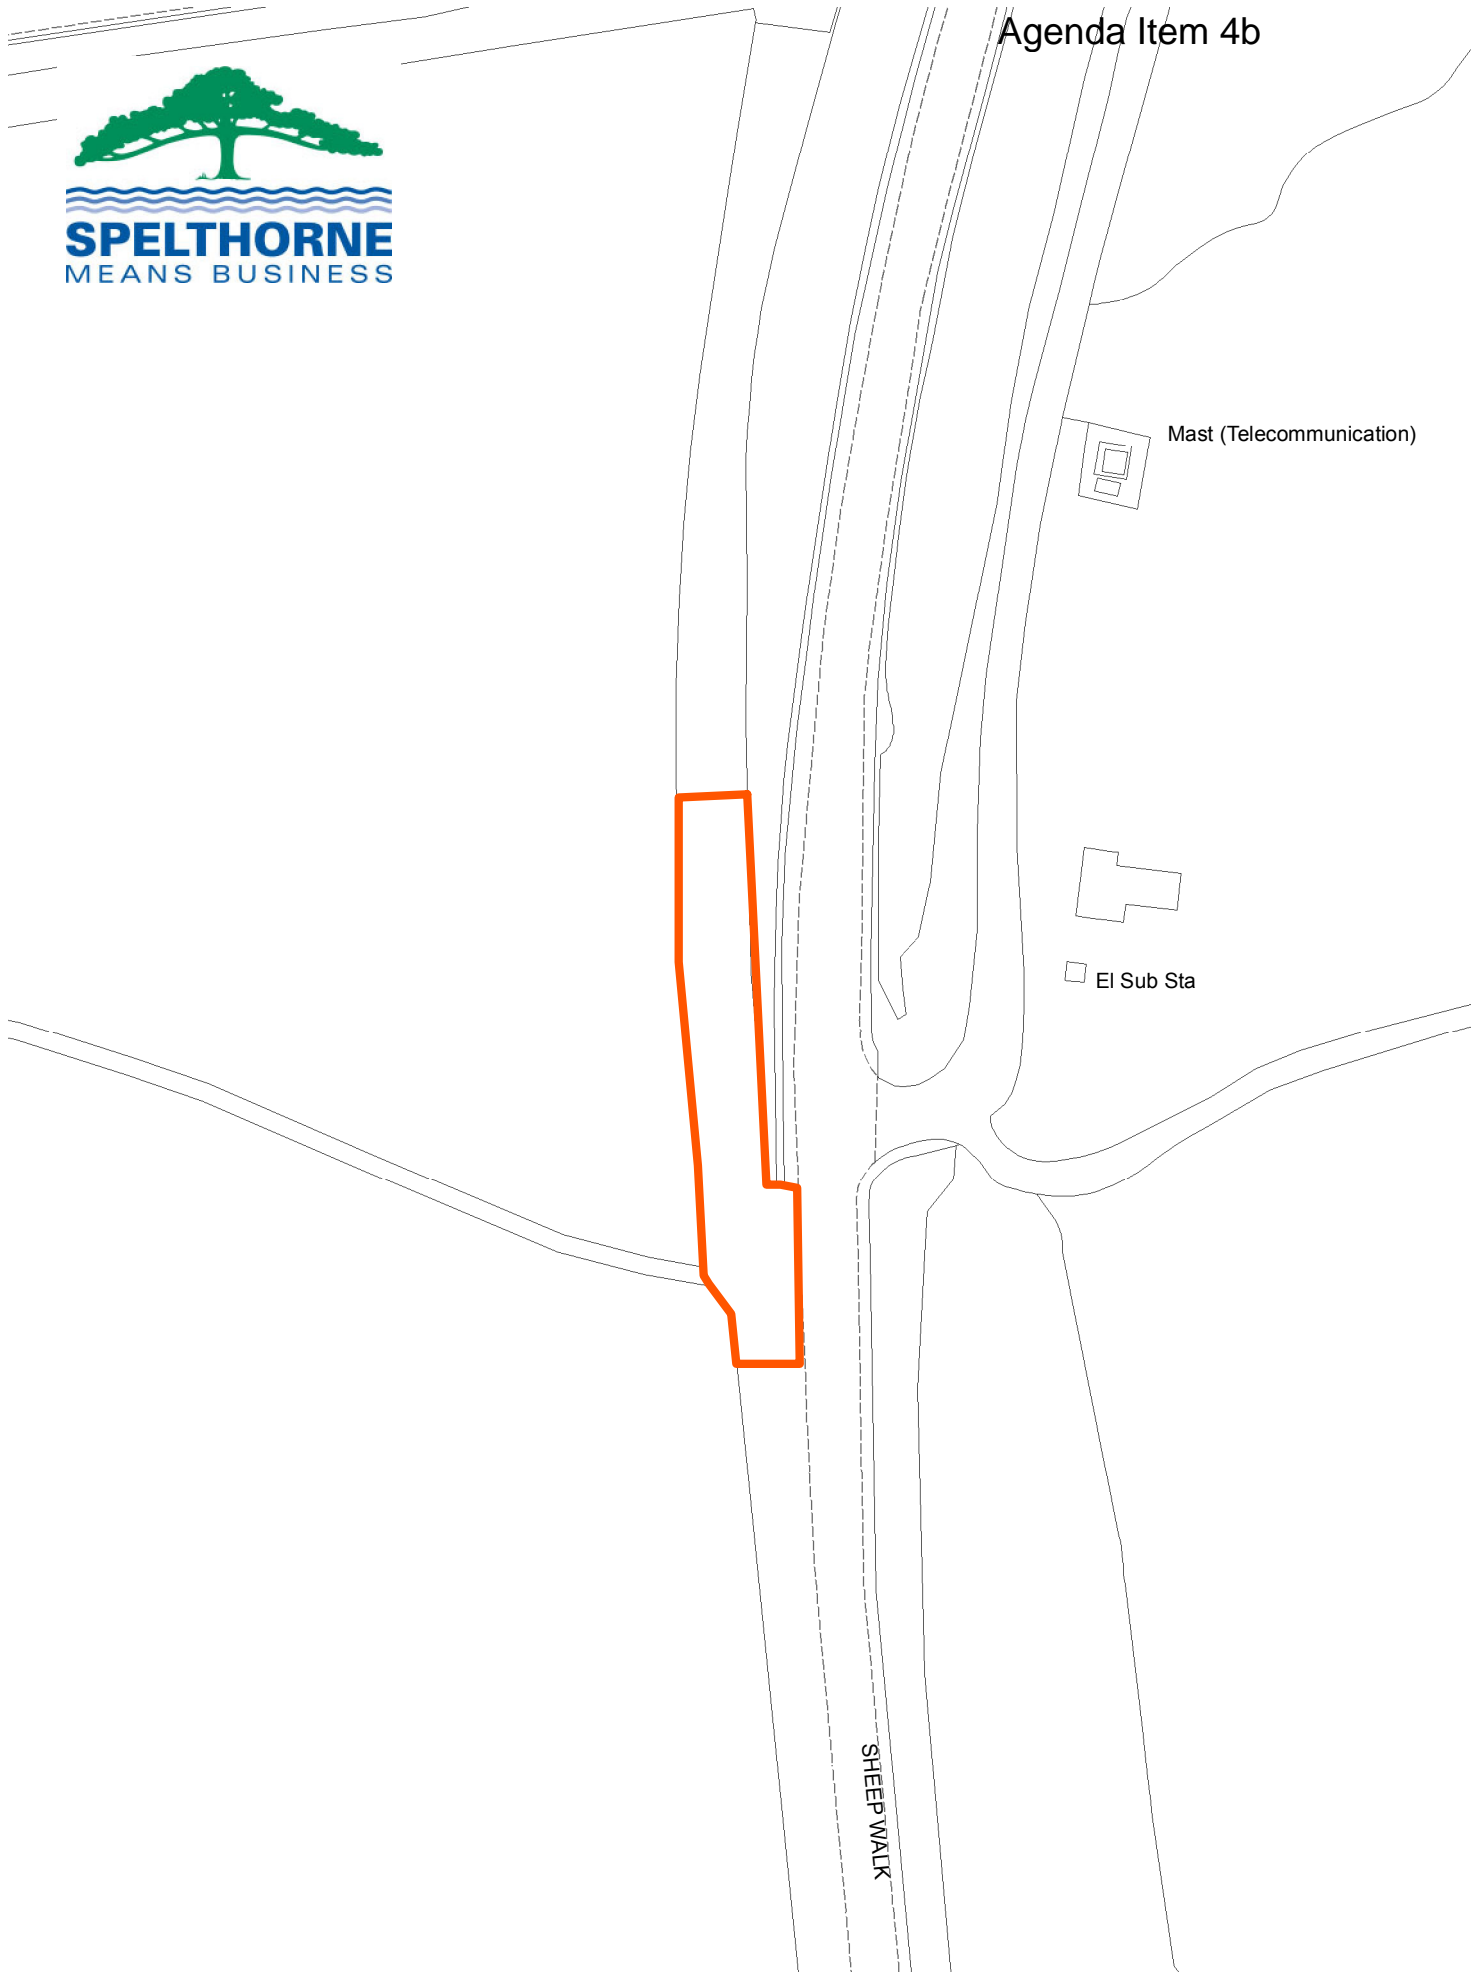 Agenda Item 4b
SPELTHORNE
MEANS BUSINESS
Mast (Telecommunication)
El Sub Sta
SHEEP WALK